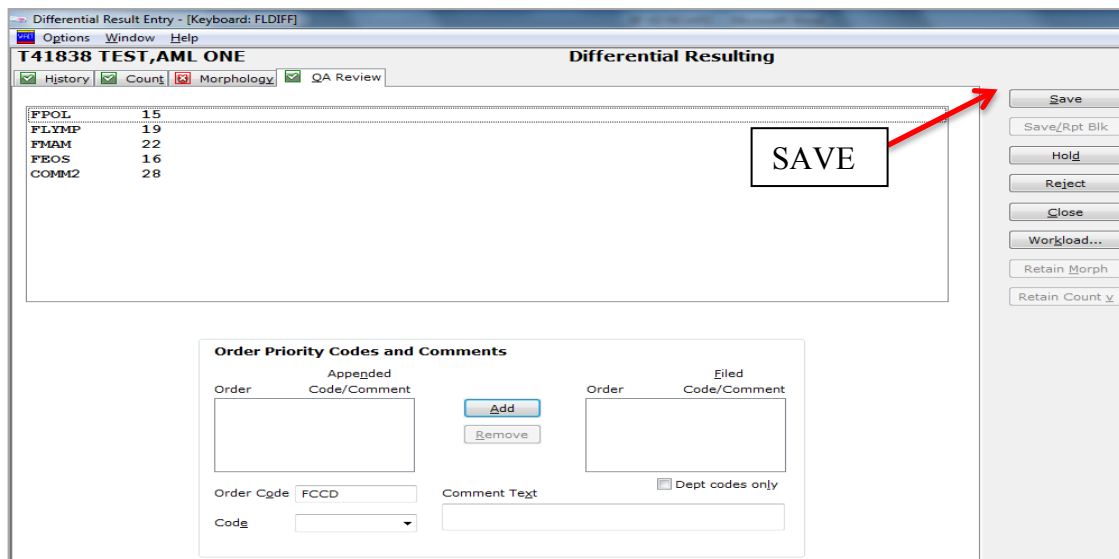 Differential Result Entry - [Keyboard: FLDIFF]
Options Window Help
T41838 TEST,AML ONE Differential Resulting
History Count Morphology QA Review
FPOL 15
FLYMP 19
FMAM 22
FEOS 16
COMM2 28
SAVE
Save
Save/Rpt Blk
Hold
Reject
Close
Workload...
Retain Morph
Retain Count v
Order Priority Codes and Comments
Appended Filed
Order Code/Comment Order Code/Comment
Add
Remove
Dept codes only
Order Code FCCD Comment Text
Code